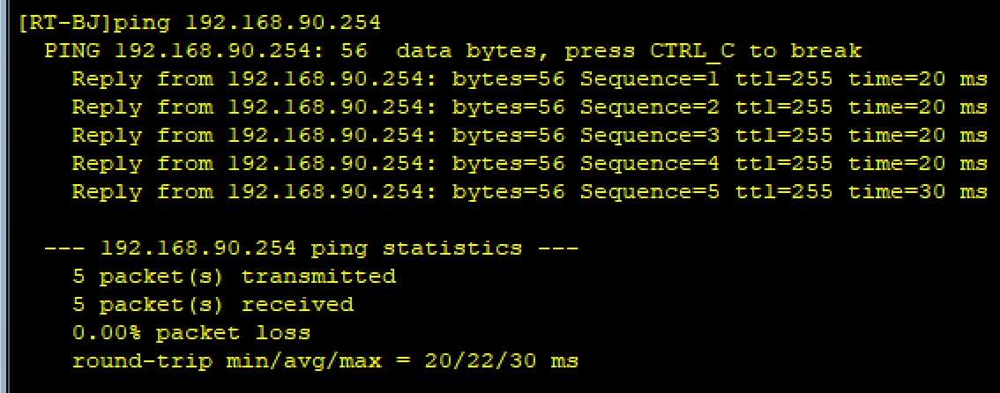 [RT-BJ]ping 192.168.90.254
PING 192.168.90.254: 56  data bytes, press CTRL_C to break
Reply from 192.168.90.254: bytes=56 Sequence=1 ttl=255 time=20 ms
Reply from 192.168.90.254: bytes=56 Sequence=2 ttl=255 time=20 ms
Reply from 192.168.90.254: bytes=56 Sequence=3 ttl=255 time=20 ms
Reply from 192.168.90.254: bytes=56 Sequence=4 ttl=255 time=20 ms
Reply from 192.168.90.254: bytes=56 Sequence=5 ttl=255 time=30 ms
--- 192.168.90.254 ping statistics ---
5 packet(s) transmitted
5 packet(s) received
0.00% packet loss
round-trip min/avg/max = 20/22/30 ms